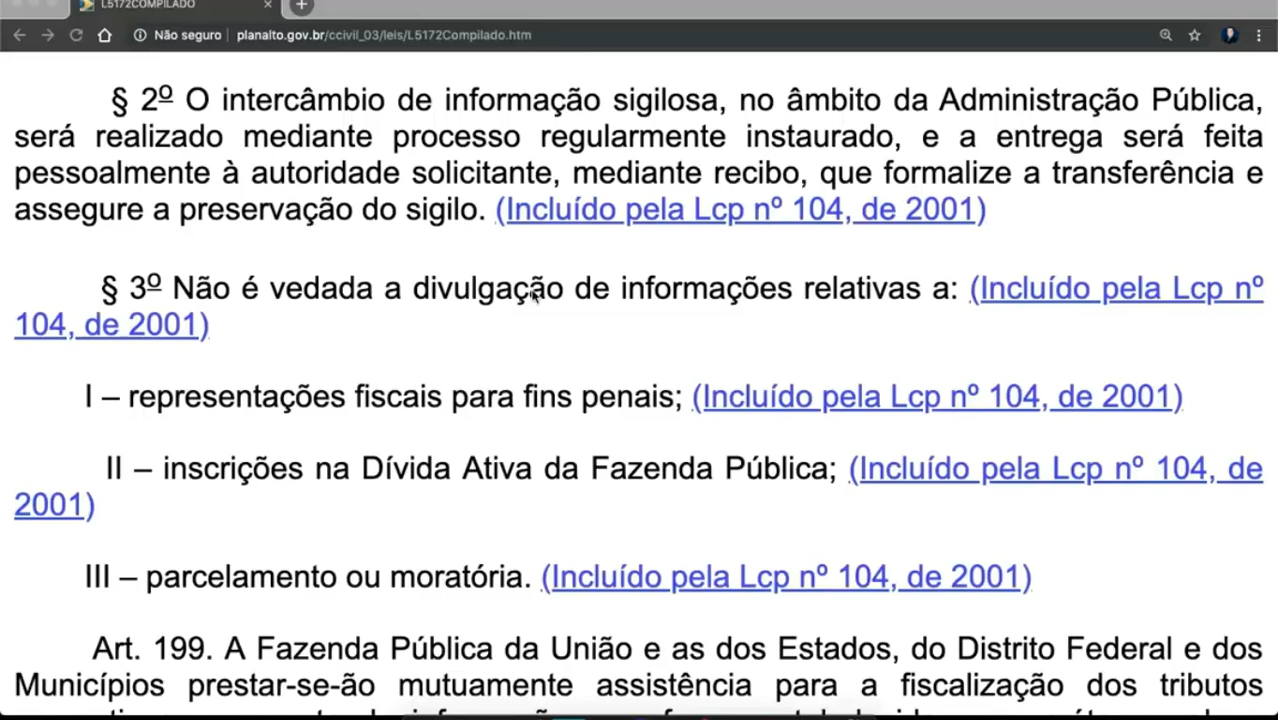 L5172COMPILADO
Não seguro planalto.gov.br/ccivil_03/leis/L5172Compilado.htm
§ 2º O intercâmbio de informação sigilosa, no âmbito da Administração Pública,
será realizado mediante processo regularmente instaurado, e a entrega será feita
pessoalmente à autoridade solicitante, mediante recibo, que formalize a transferência e
assegure a preservação do sigilo. (Incluído pela Lcp nº 104, de 2001)
§ 3º Não é vedada a divulgação de informações relativas a: (Incluído pela Lcp nº
104, de 2001)
I – representações fiscais para fins penais; (Incluído pela Lcp nº 104, de 2001)
II – inscrições na Dívida Ativa da Fazenda Pública; (Incluído pela Lcp nº 104, de
2001)
III – parcelamento ou moratória. (Incluído pela Lcp nº 104, de 2001)
Art. 199. A Fazenda Pública da União e as dos Estados, do Distrito Federal e dos
Municípios prestar-se-ão mutuamente assistência para a fiscalização dos tributos